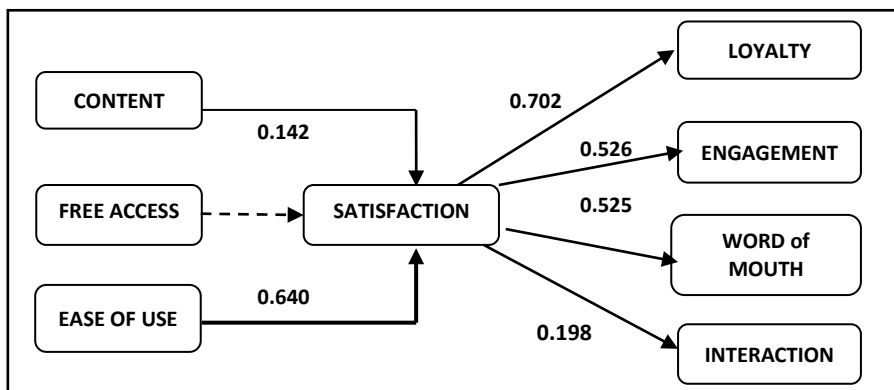 LOYALTY
CONTENT
0.702
0.142
0.526
ENGAGEMENT
FREE ACCESS
SATISFACTION
0.525
WORD of
MOUTH
0.640
EASE OF USE
0.198
INTERACTION